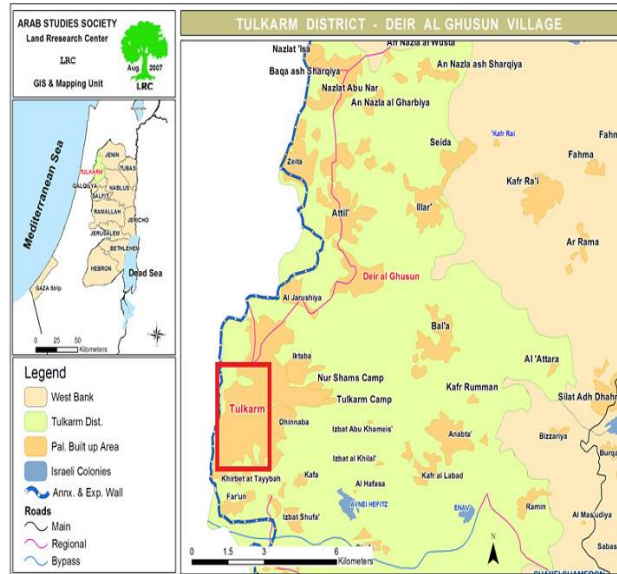 ARAB STUDIES SOCIETY
Land Research Center
LRC
GIS & Mapping Unit
Aug. 2007
LRC
TULKARM DISTRICT - DEIR AL GHUSUN VILLAGE
Mediterranean Sea
JENIN
TULKARM
TUBAS
QALQILYA
NABLUS
SALFIT
RAMALLAH
JERICHO
JERUSALEM
BETHLEHEM
HEBRON
Dead Sea
GAZA Strip
0 25 50
Kilometers
Legend
West Bank
Tulkarm Dist.
Pal. Built up Area
Israeli Colonies
Annx. & Exp. Wall
Roads
Main
Regional
Bypass
Nazlat 'Isa
An Nazla al Wusta
Baqa ash Sharqiya
An Nazla ash Sharqiya
Nazlat Abu Nar
An Nazla al Gharbiya
'Kafr Rai
Seida
Zeita
Fahma
Kafr Ra'i
Attil'
Illar'
Ar Rama
Deir al Ghusun
Al Jarushiya
Bal'a
Iktaba
Al 'Attara
Nur Shams Camp
Kafr Rumman
Silat Adh Dhahr
Tulkarm
Tulkarm Camp
Dhinnaba
Izbat Abu Khameis'
Anabta'
Bizzariya
Burqa
Izbat al Khilal'
Khirbet at Tayybah
Kafa
Kafr al Labad
Al Hafasa
Far'un
AVNEI HEFITZ
ENAV
Ramin
Al Mas'udiya
Izbat Shufa'
Sabas
N
0 1.5 3 6
Kilometers